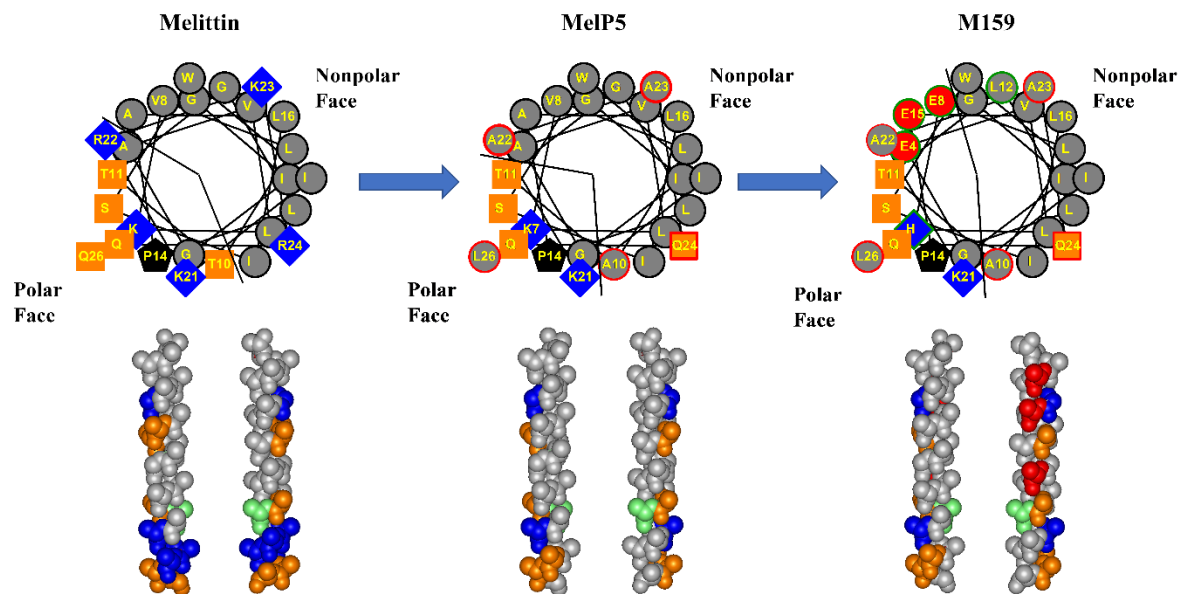 Melittin
MelP5
M159
Nonpolar
Face
Polar
Face
W
G
K23
V8
G
V
A
L16
R22
A
L
T11
I
I
S
L
K
L
R24
Q
Q26
P14
G
T10
I
K21
Nonpolar
Face
Polar
Face
W
G
A23
V8
G
V
A
L16
A22
A
L
T11
I
I
S
L
K7
L
Q24
Q
L26
P14
G
A10
I
K21
Nonpolar
Face
Polar
Face
W
L12
A23
E8
G
V
E15
L16
A22
E4
L
T11
I
I
S
L
H
L
Q24
Q
L26
P14
G
A10
I
K21